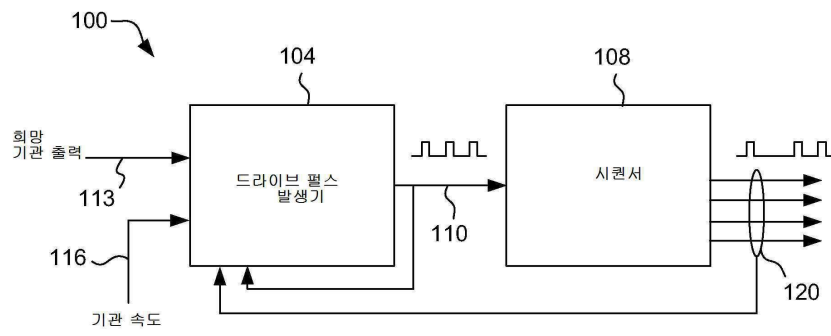 100
104
108
희망
기관 출력
113
드라이브 펄스
발생기
시퀀서
110
116
기관 속도
120